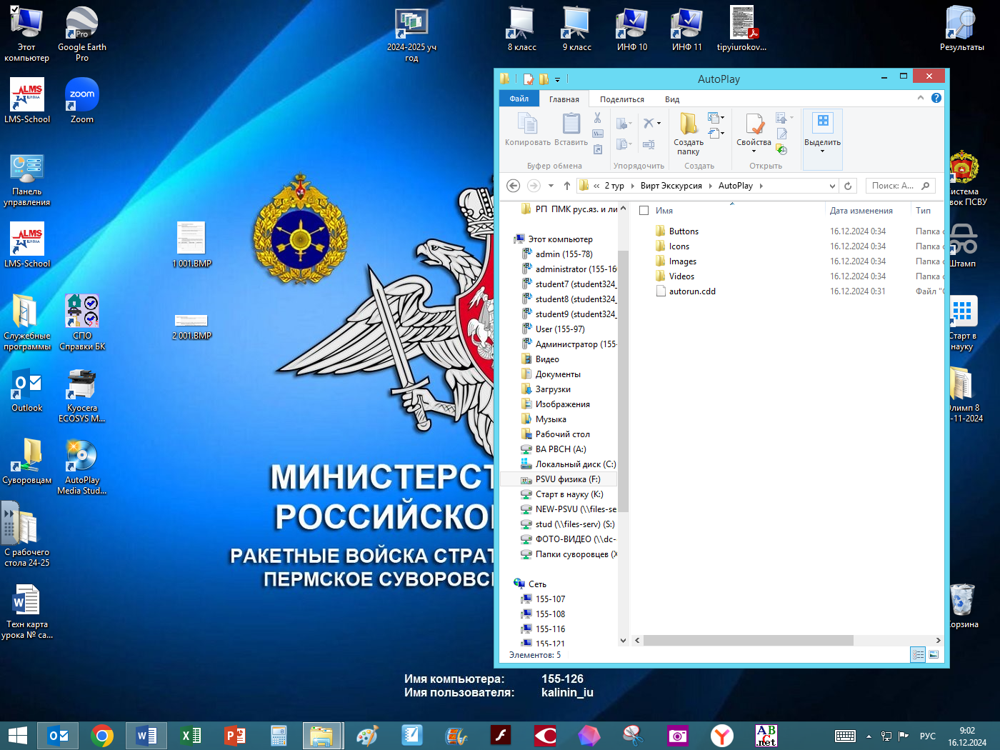 Этот
компьютер
Google Earth
Pro
2024-2025 уч
год
8 класс
9 класс
ИНФ 10
ИНФ 11
tipyiurokov...
Результаты
LMS-School
Zoom
Панель
управления
LMS-School
1 001.BMP
2 001.BMP
Служебные
программы
СПО
Справки БК
Outlook
Kyocera
ECOSYS M...
Суворовцам
AutoPlay
Media Stud...
С рабочего
стола 24-25
Техн карта
урока № са...
МИНИСТЕРСТ
РОССИЙСКО
РАКЕТНЫЕ ВОЙСКА СТРАТ
ПЕРМСКОЕ СУВОРОВС
Имя компьютера: 155-126
Имя пользователя: kalinin_iu
AutoPlay
Файл Главная Поделиться Вид
Копировать Вставить
Буфер обмена
Упорядочить
Создать
папку
Создать
Свойства
Открыть
Выделить
« 2 тур Вирт Экскурсия AutoPlay
Поиск: A...
РП ПМК рус.яз. и ли
Этот компьютер
admin (155-78)
administrator (155-16
student7 (student324_
student8 (student324_
student9 (student324_
User (155-97)
Администратор (155-
Видео
Документы
Загрузки
Изображения
Музыка
Рабочий стол
ВА РВСН (A:)
Локальный диск (C:)
PSVU физика (F:)
Старт в науку (K:)
NEW-PSVU (\\files-se
stud (\\files-serv) (S:)
ФОТО-ВИДЕО (\\dc-
Папки суворовцев (X
Сеть
155-107
155-108
155-116
155-121
Имя Дата изменения Тип
Buttons 16.12.2024 0:34 Папка с
Icons 16.12.2024 0:34 Папка с
Images 16.12.2024 0:34 Папка с
Videos 16.12.2024 0:34 Папка с
autorun.cdd 16.12.2024 0:31 Файл "C
Элементов: 5
истема
вок ПСВУ
Штамп
Старт в
науку
Олимп 8
-11-2024
Корзина
РУС
9:02
16.12.2024